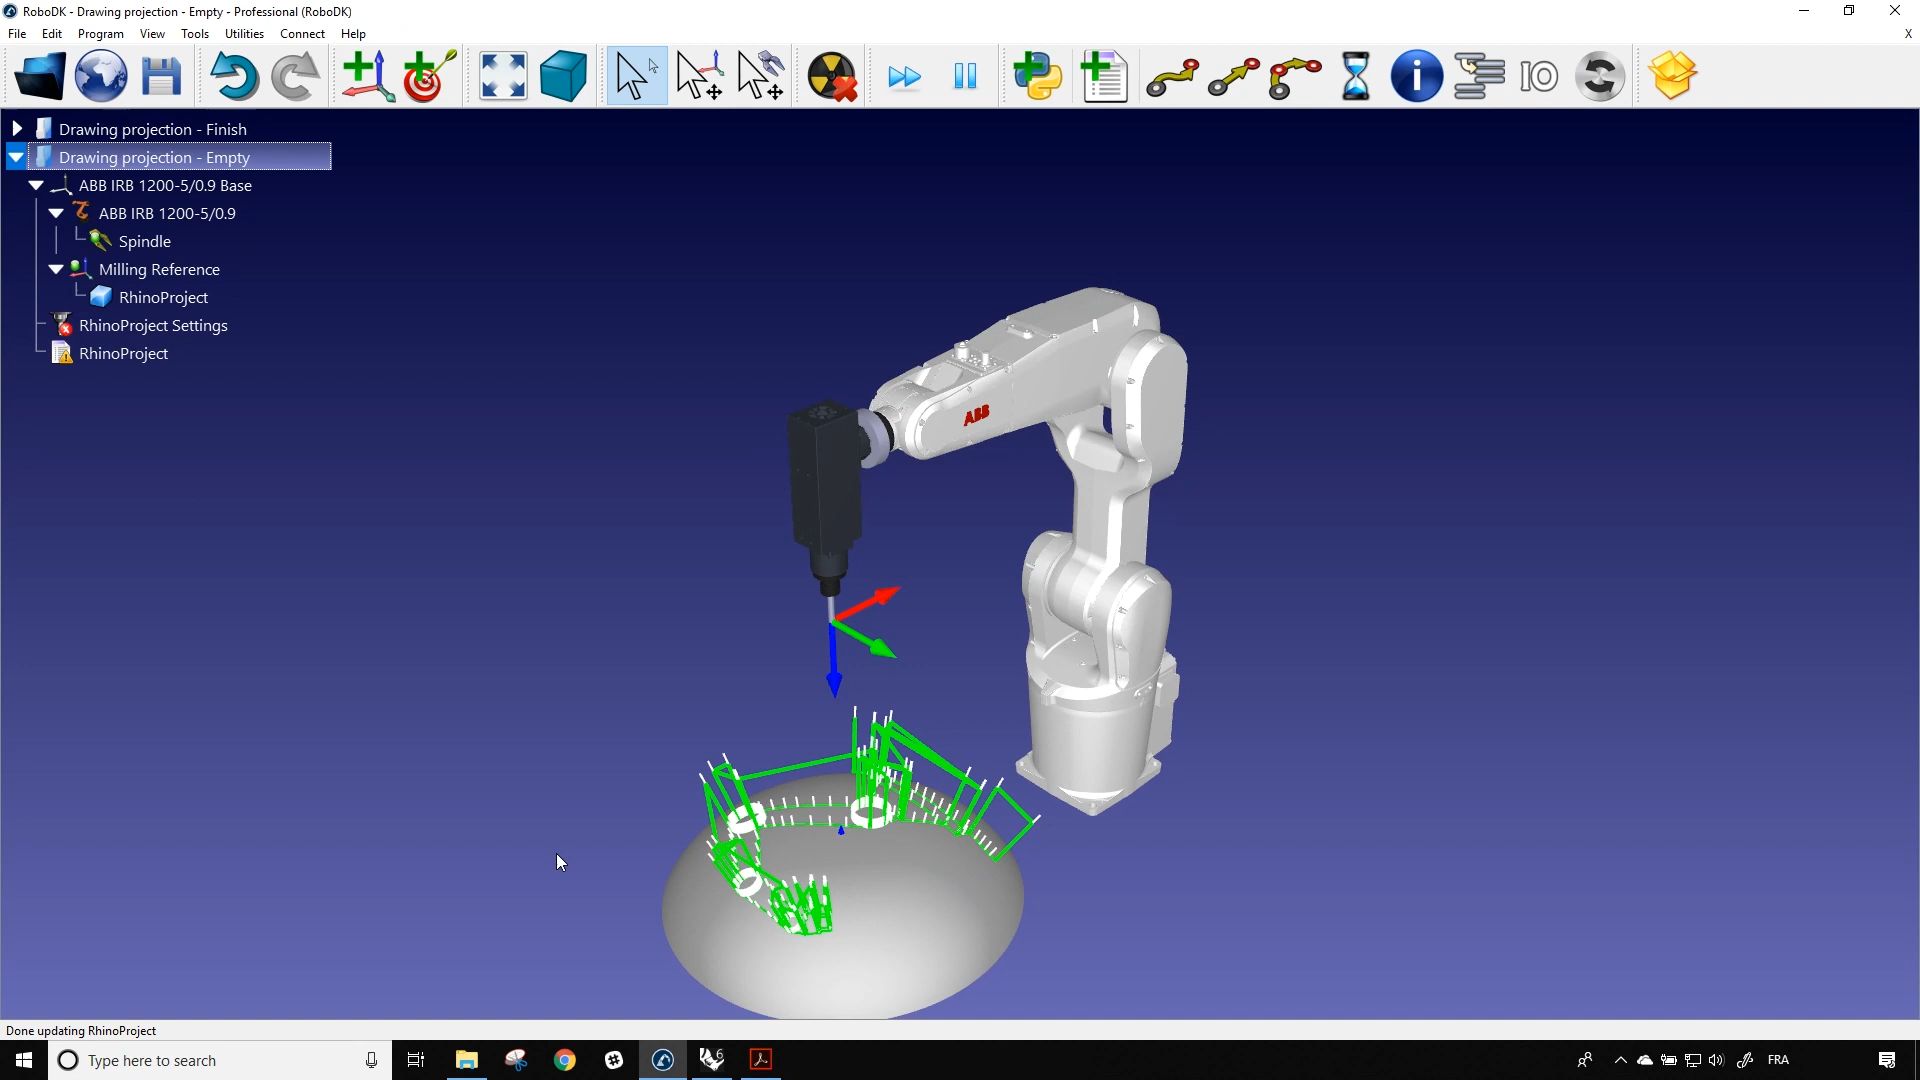 RoboDK - Drawing projection - Empty - Professional (RoboDK)
File Edit Program View Tools Utilities Connect Help X
IO
Drawing projection - Finish
Drawing projection - Empty
ABB IRB 1200-5/0.9 Base
ABB IRB 1200-5/0.9
Spindle
Milling Reference
RhinoProject
RhinoProject Settings
RhinoProject
ABB
Done updating RhinoProject
Type here to search
6
FRA